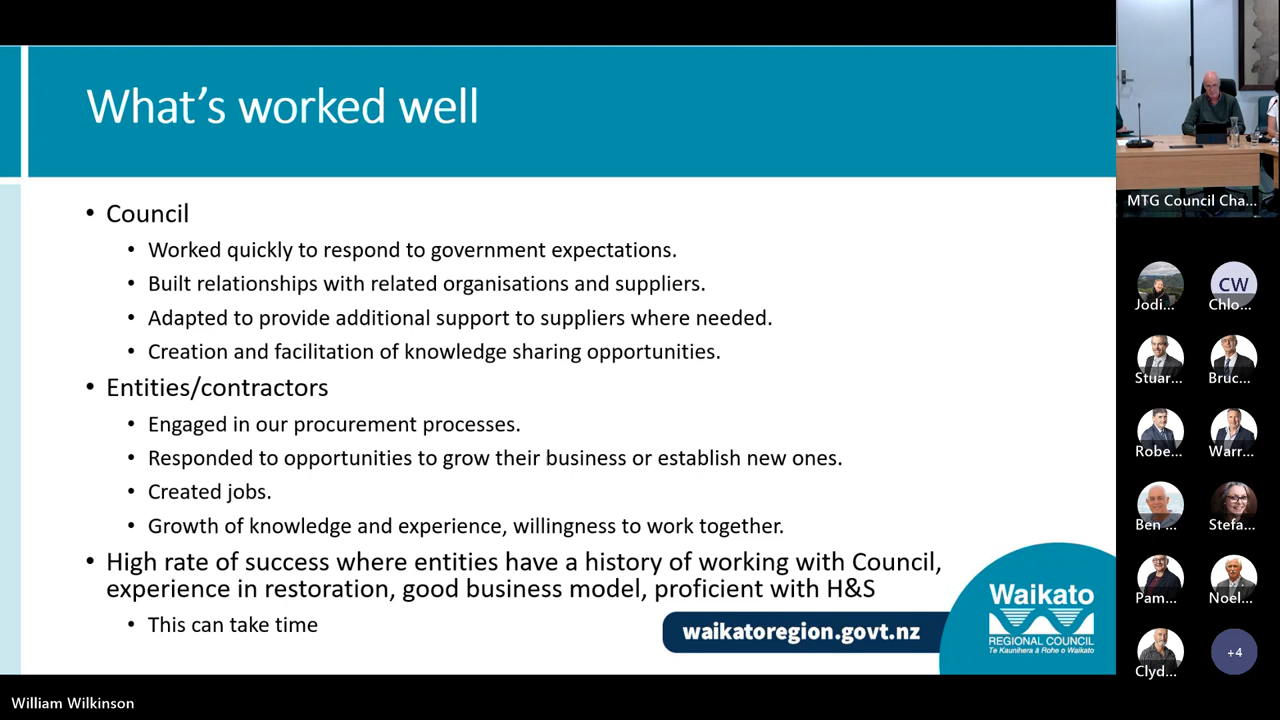 What's worked well
• Council
• Worked quickly to respond to government expectations.
• Built relationships with related organisations and suppliers.
• Adapted to provide additional support to suppliers where needed.
• Creation and facilitation of knowledge sharing opportunities.
• Entities/contractors
• Engaged in our procurement processes.
• Responded to opportunities to grow their business or establish new ones.
• Created jobs.
• Growth of knowledge and experience, willingness to work together.
• High rate of success where entities have a history of working with Council,
experience in restoration, good business model, proficient with H&S
• This can take time
waikatoregion.govt.nz
Waikato
REGIONAL COUNCIL
Te Kaunihera ā Rohe o Waikato
MTG Council Cha...
Jodi...
CW
Chlo...
Stuar...
Bruc...
Robe...
Warr...
Ben ...
Stefa...
Pam...
Noel...
Clyd...
+4
William Wilkinson